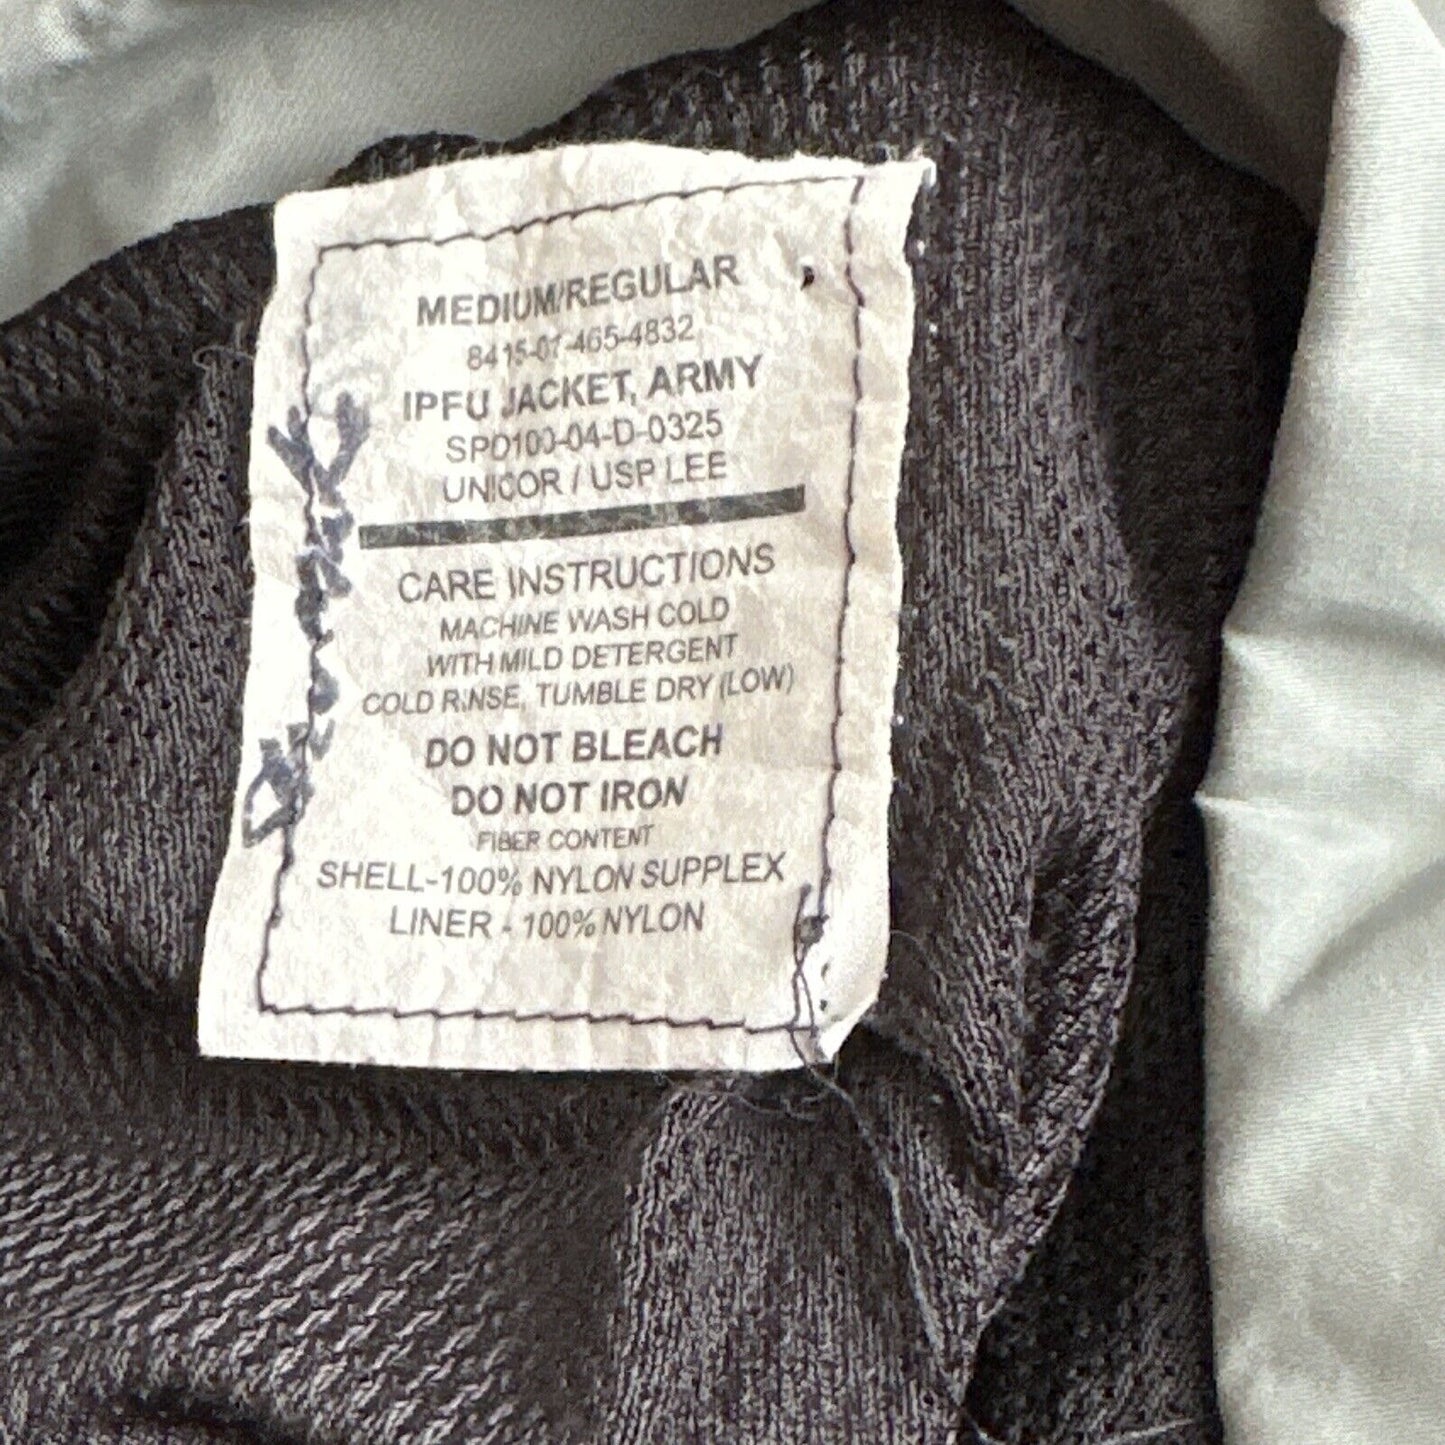 MEDIUM/REGULAR
8415-01-465-4832
IPFU JACKET, ARMY
SPO100-04-D-0325
UNICOR / USP LEE
CARE INSTRUCTIONS
MACHINE WASH COLD
WITH MILD DETERGENT
COLD RINSE, TUMBLE DRY (LOW)
DO NOT BLEACH
DO NOT IRON
FIBER CONTENT
SHELL-100% NYLON SUPPLEX
LINER - 100% NYLON